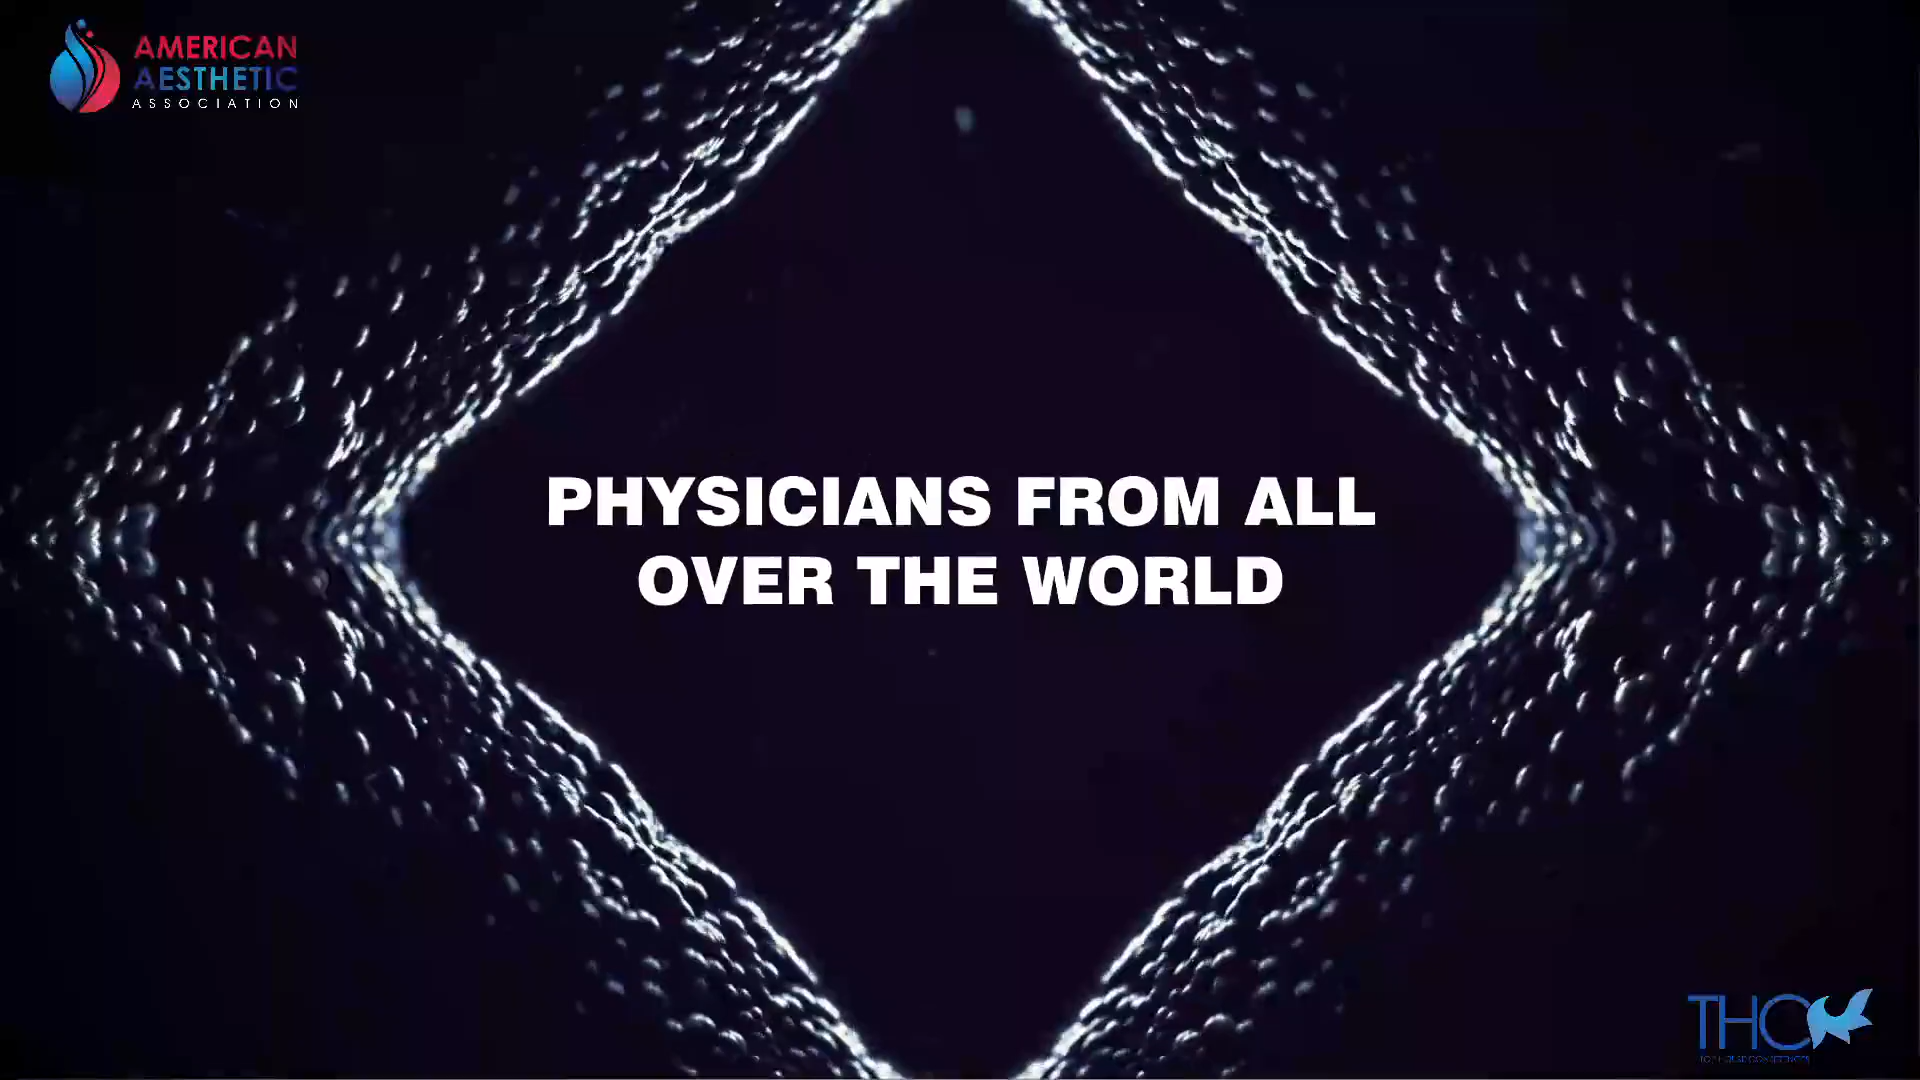 AMERICAN
AESTHETIC
ASSOCIATION
PHYSICIANS FROM ALL
OVER THE WORLD
THC